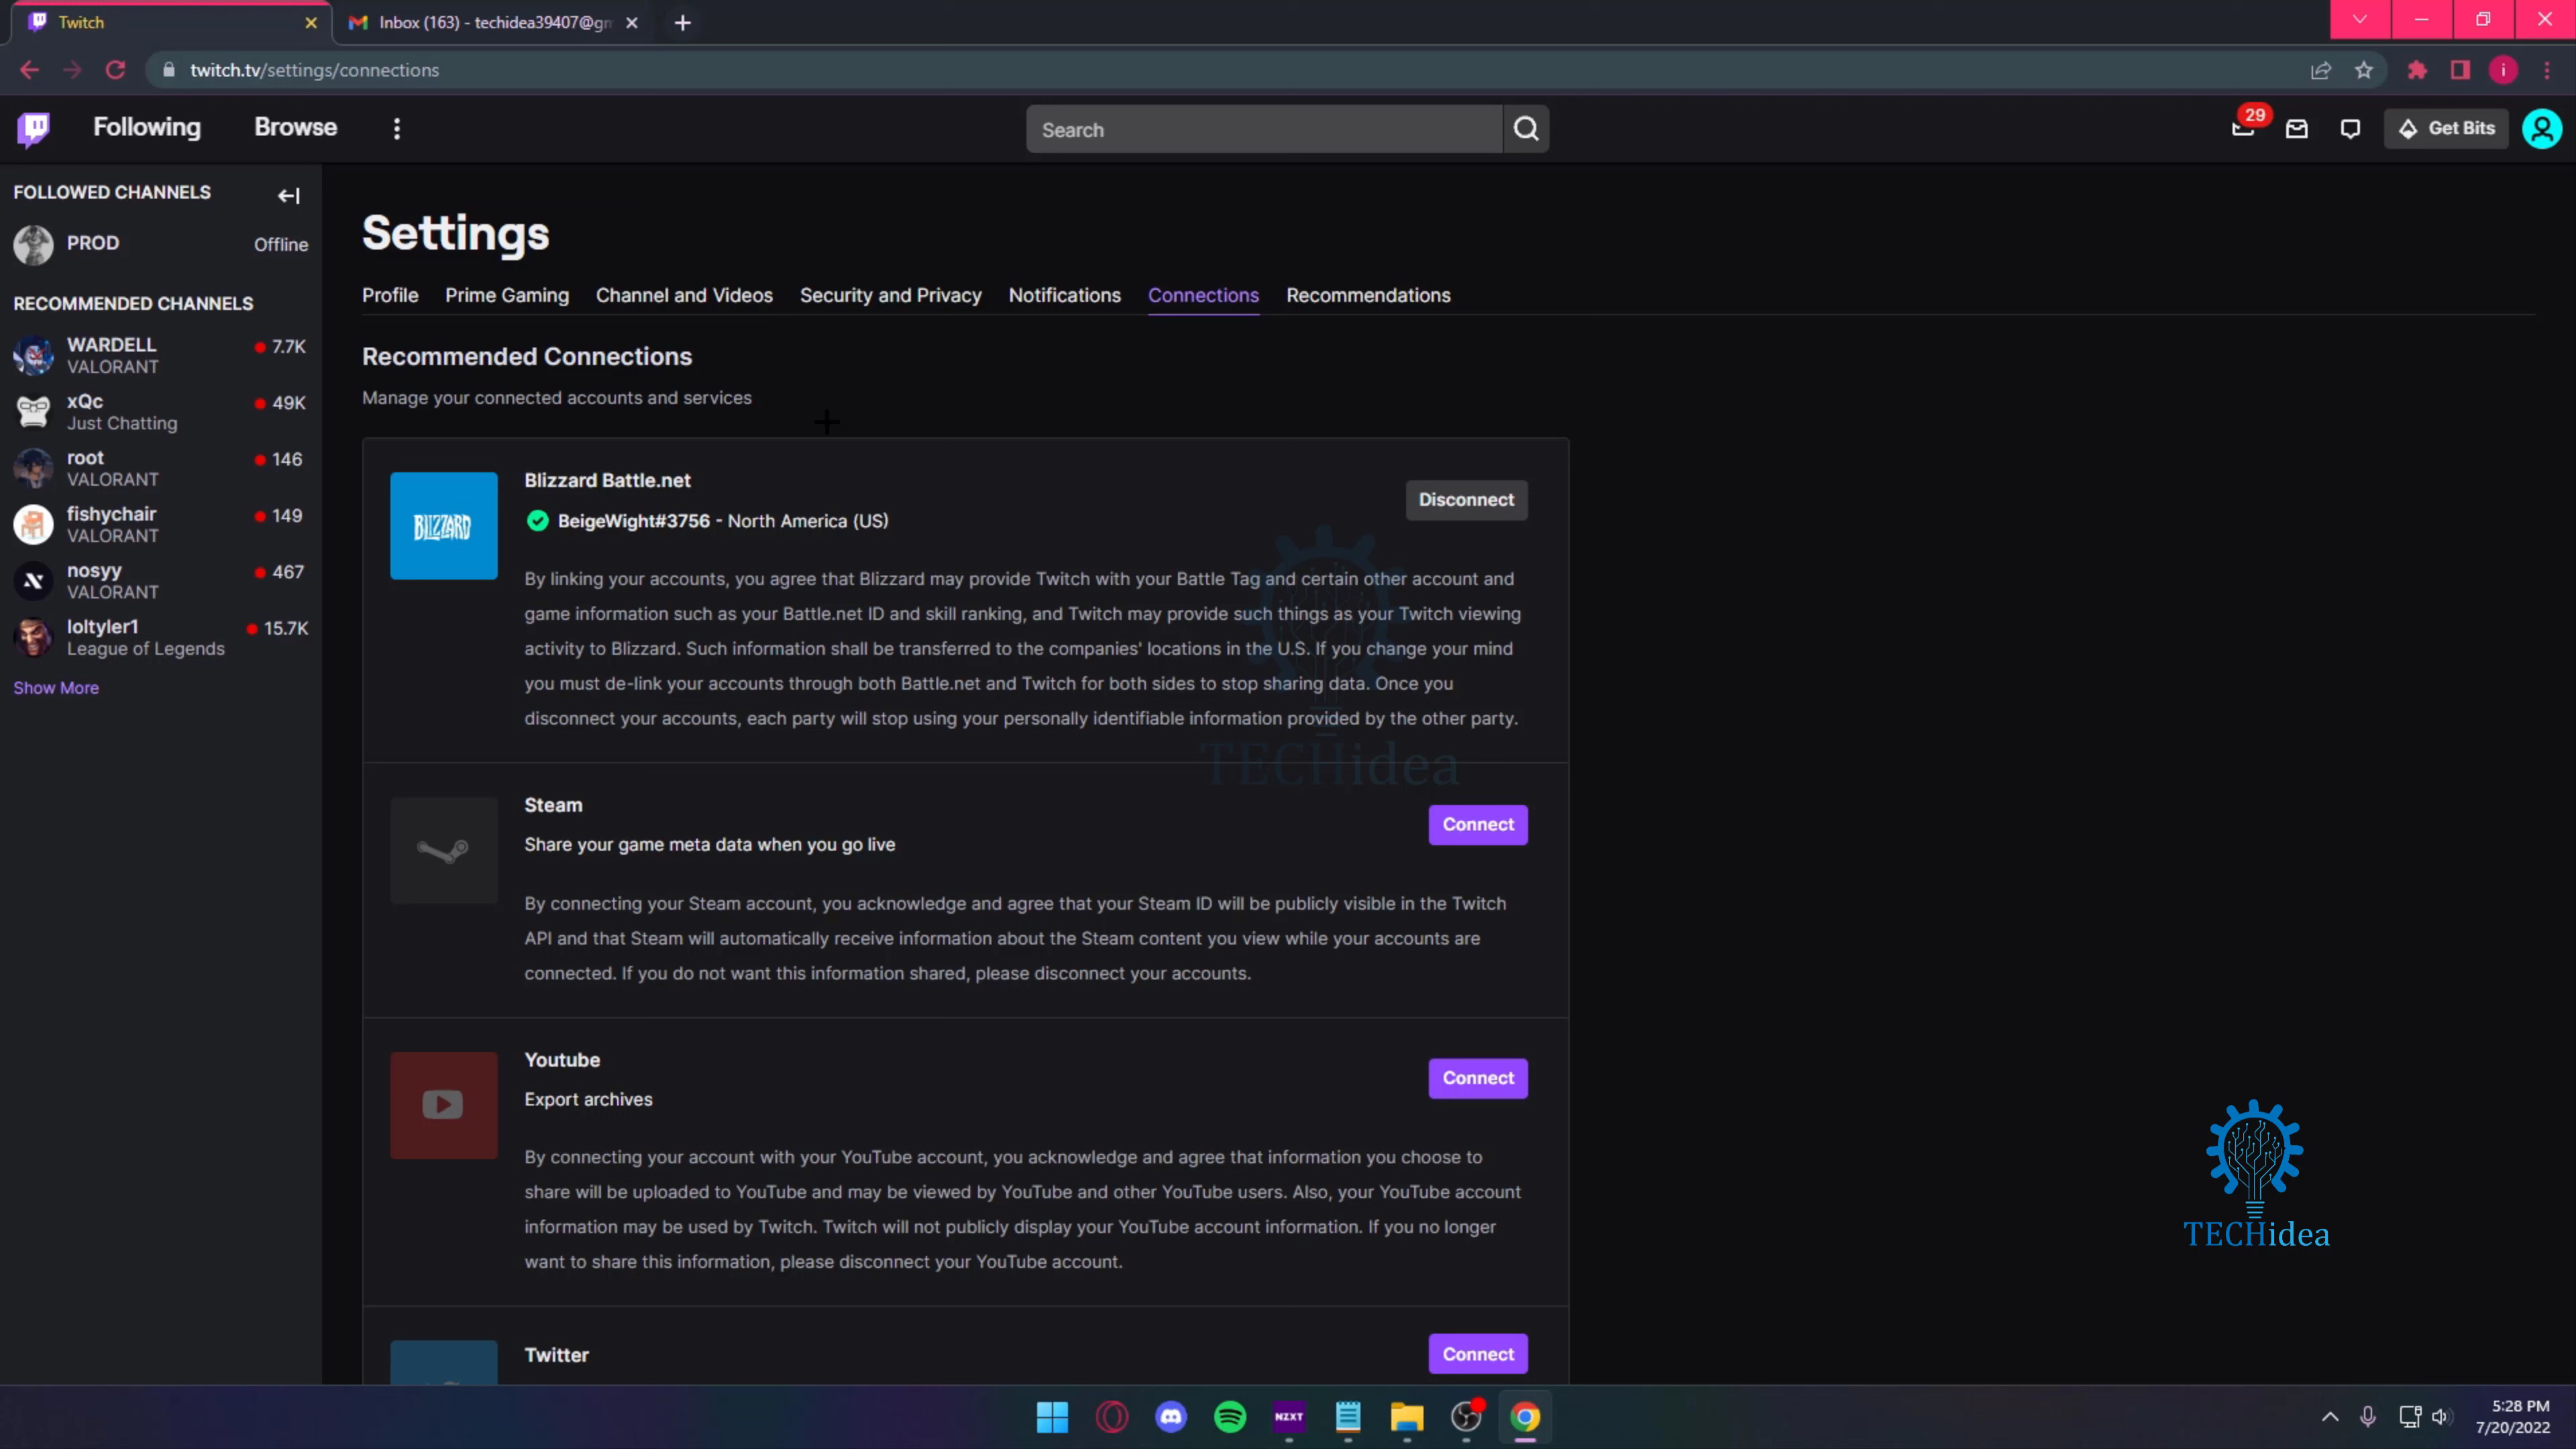 Twitch
Inbox (163) - techidea39407@gm
twitch.tv/settings/connections
Following
Browse
Search
29
Get Bits
FOLLOWED CHANNELS
PROD
Offline
RECOMMENDED CHANNELS
WARDELL
7.7K
VALORANT
xQc
49K
Just Chatting
root
146
VALORANT
fishychair
149
VALORANT
nosyy
467
VALORANT
loltyler1
15.7K
League of Legends
Show More
Settings
Profile
Prime Gaming
Channel and Videos
Security and Privacy
Notifications
Connections
Recommendations
Recommended Connections
Manage your connected accounts and services
BLIZZARD
Blizzard Battle.net
Disconnect
BeigeWight#3756 - North America (US)
By linking your accounts, you agree that Blizzard may provide Twitch with your Battle Tag and certain other account and
game information such as your Battle.net ID and skill ranking, and Twitch may provide such things as your Twitch viewing
activity to Blizzard. Such information shall be transferred to the companies' locations in the U.S. If you change your mind
you must de-link your accounts through both Battle.net and Twitch for both sides to stop sharing data. Once you
disconnect your accounts, each party will stop using your personally identifiable information provided by the other party.
TECHidea
Steam
Connect
Share your game meta data when you go live
By connecting your Steam account, you acknowledge and agree that your Steam ID will be publicly visible in the Twitch
API and that Steam will automatically receive information about the Steam content you view while your accounts are
connected. If you do not want this information shared, please disconnect your accounts.
Youtube
Connect
Export archives
By connecting your account with your YouTube account, you acknowledge and agree that information you choose to
share will be uploaded to YouTube and may be viewed by YouTube and other YouTube users. Also, your YouTube account
information may be used by Twitch. Twitch will not publicly display your YouTube account information. If you no longer
want to share this information, please disconnect your YouTube account.
Twitter
Connect
TECHidea
NZXT
5:28 PM
7/20/2022